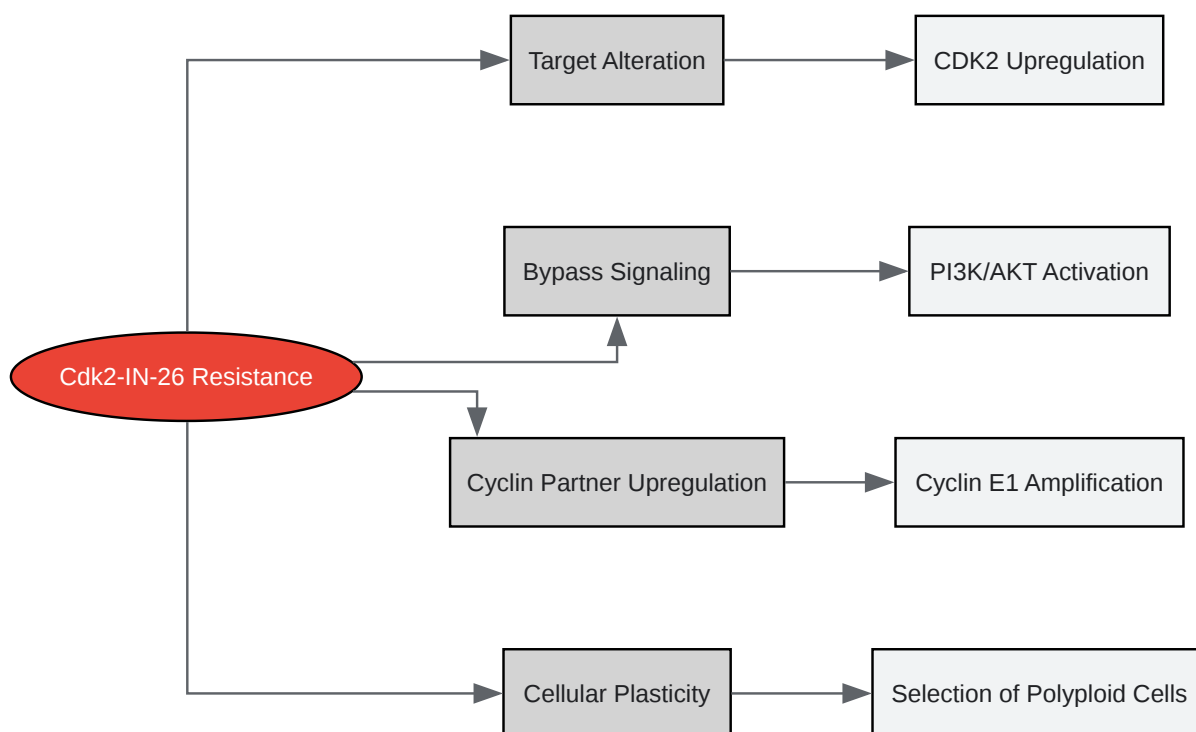 Target Alteration
CDK2 Upregulation
Bypass Signaling
PI3K/AKT Activation
Cdk2-IN-26 Resistance
Cyclin Partner Upregulation
Cyclin E1 Amplification
Cellular Plasticity
Selection of Polyploid Cells